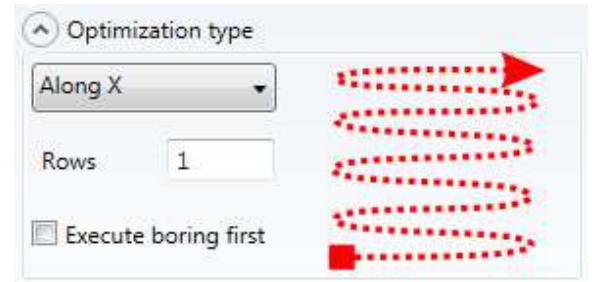 Optimization type
Along X
Rows 1
Execute boring first